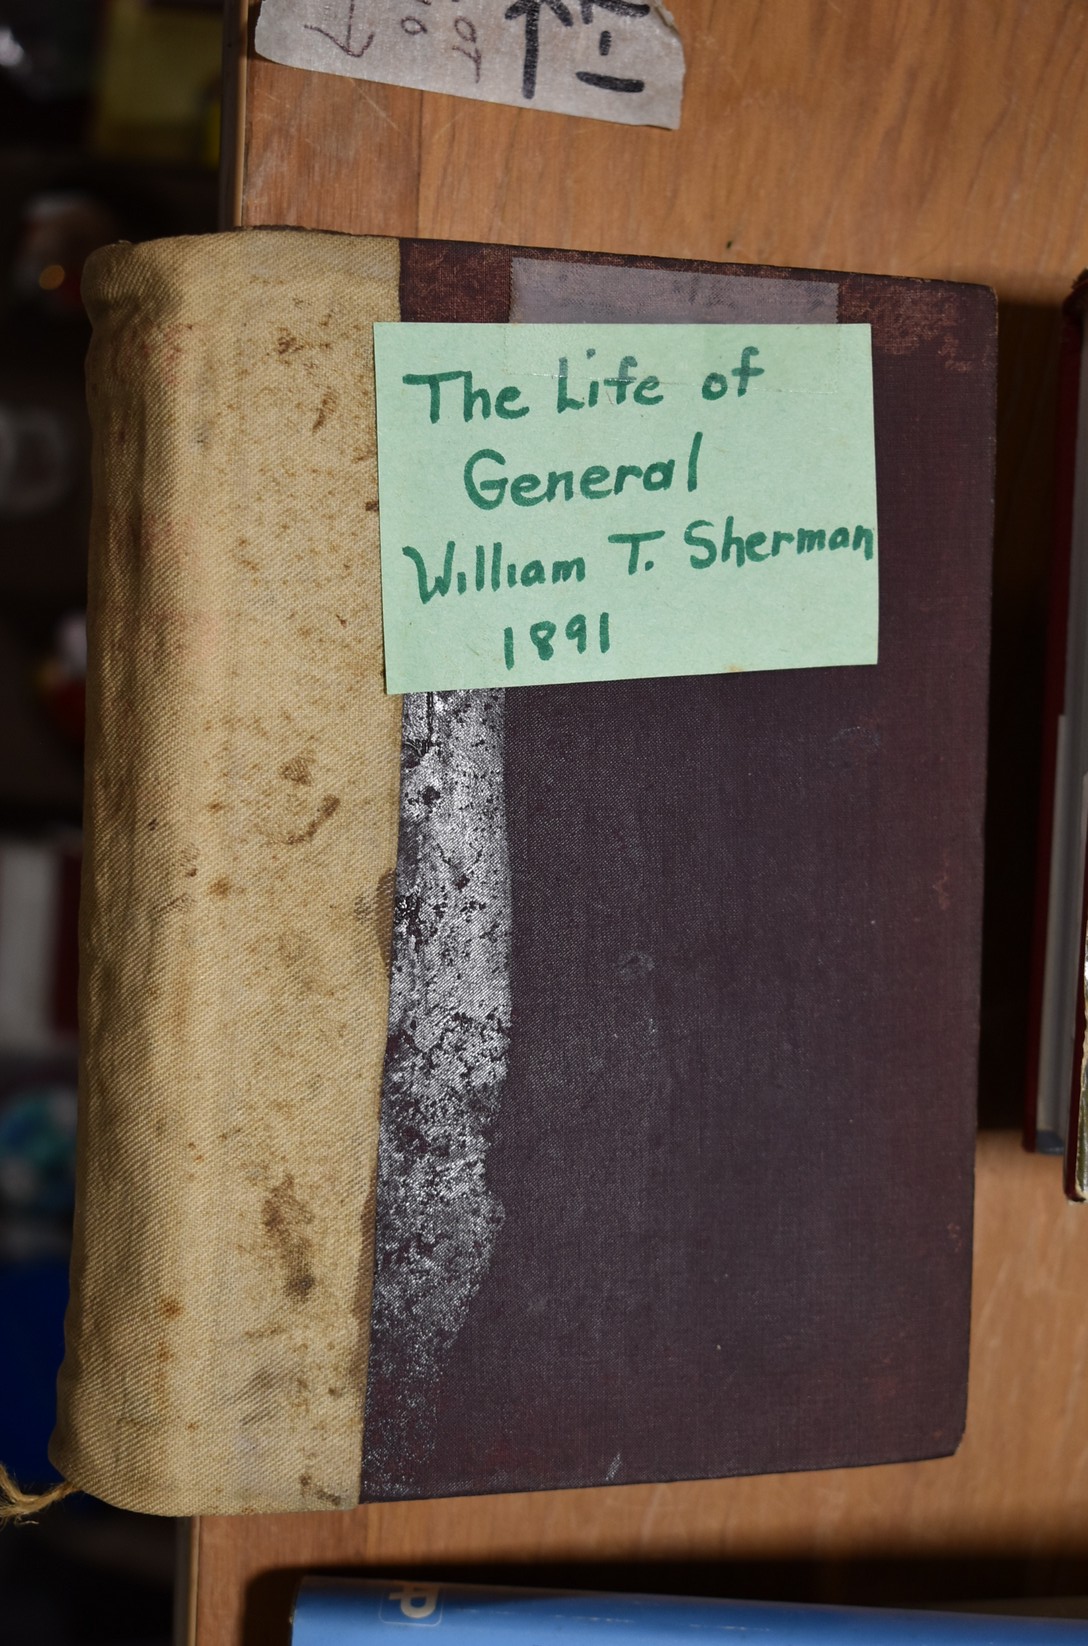 The Life of
General
William T. Sherman
1891